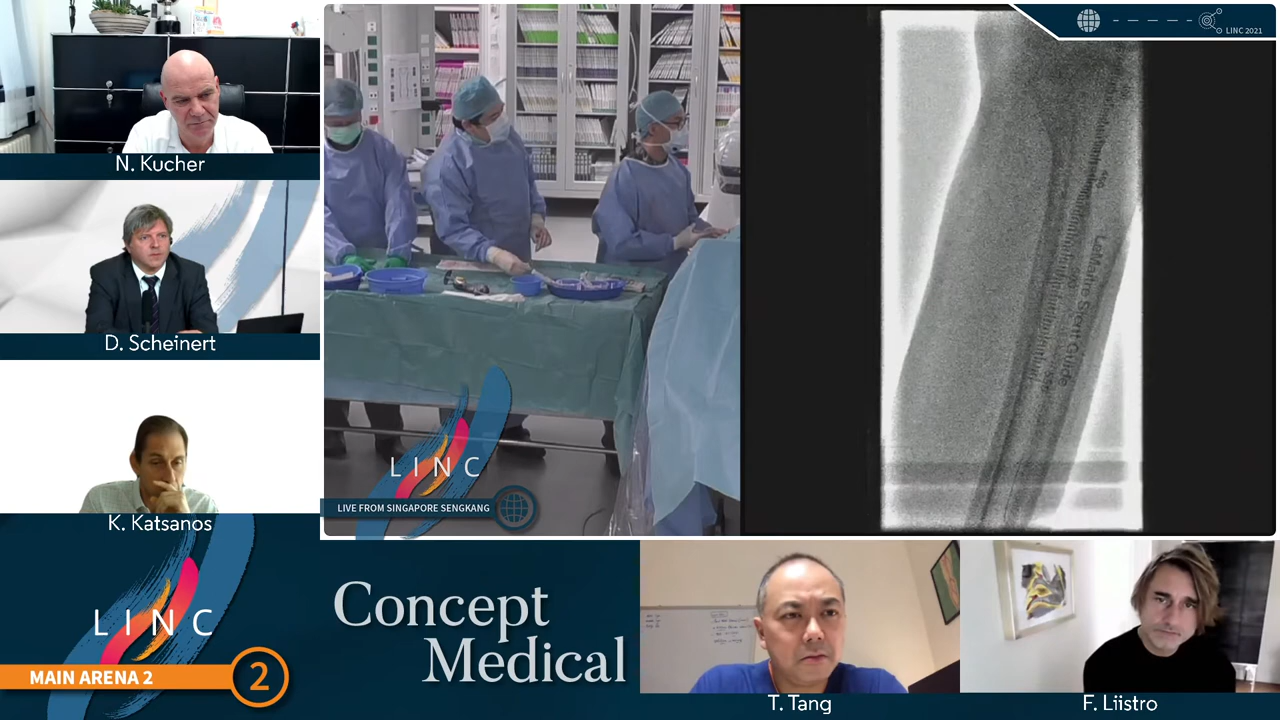 N. Kucher
D. Scheinert
K. Katsanos
LINC
MAIN ARENA 2
2
Concept
Medical
LINC
LIVE FROM SINGAPORE SENGKANG
LINC 2021
LeMaitre
Guide
T. Tang
F. Liistro